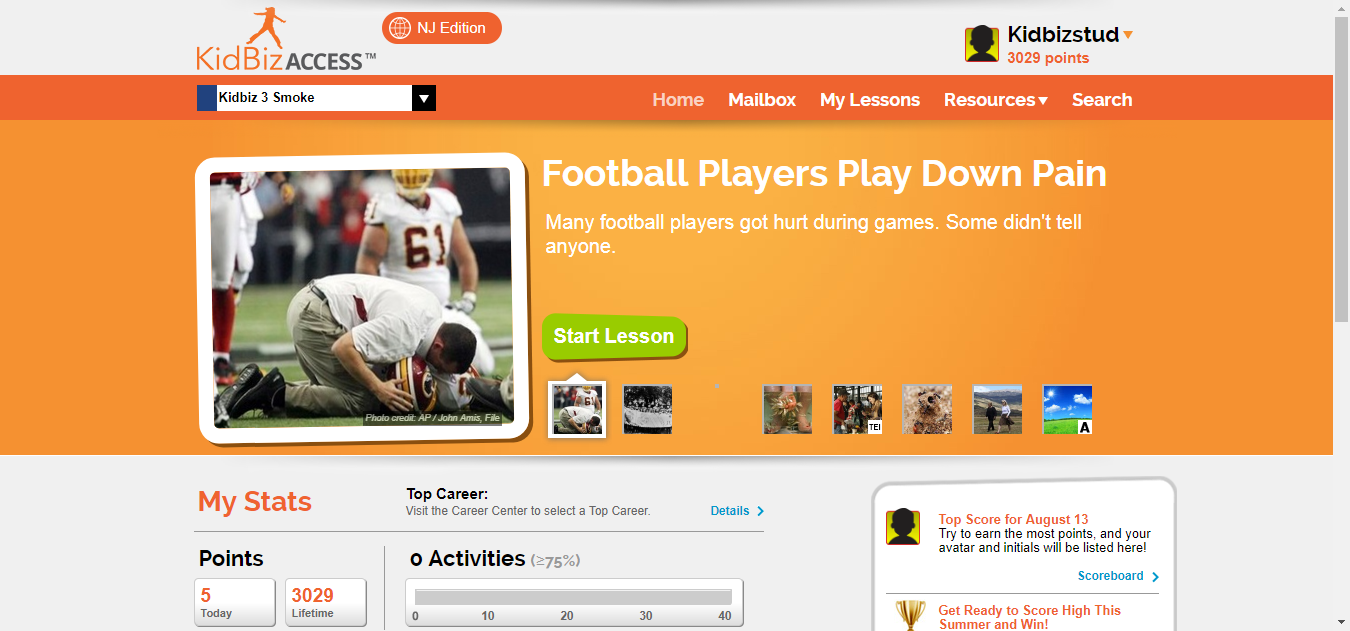 NJ Edition
KidBizACCESS™
Kidbizstud
3029 points
Kidbiz 3 Smoke
Home
Mailbox
My Lessons
Resources
Search
Football Players Play Down Pain
Many football players got hurt during games. Some didn't tell
anyone.
61
Start Lesson
Photo credit: AP / John Amis, File
TEI
A
My Stats
Top Career:
Visit the Career Center to select a Top Career.
Details
Points
5
Today
3029
Lifetime
0 Activities (≥75%)
0 10 20 30 40
Top Score for August 13
Try to earn the most points, and your
avatar and initials will be listed here!
Scoreboard
Get Ready to Score High This
Summer and Win!